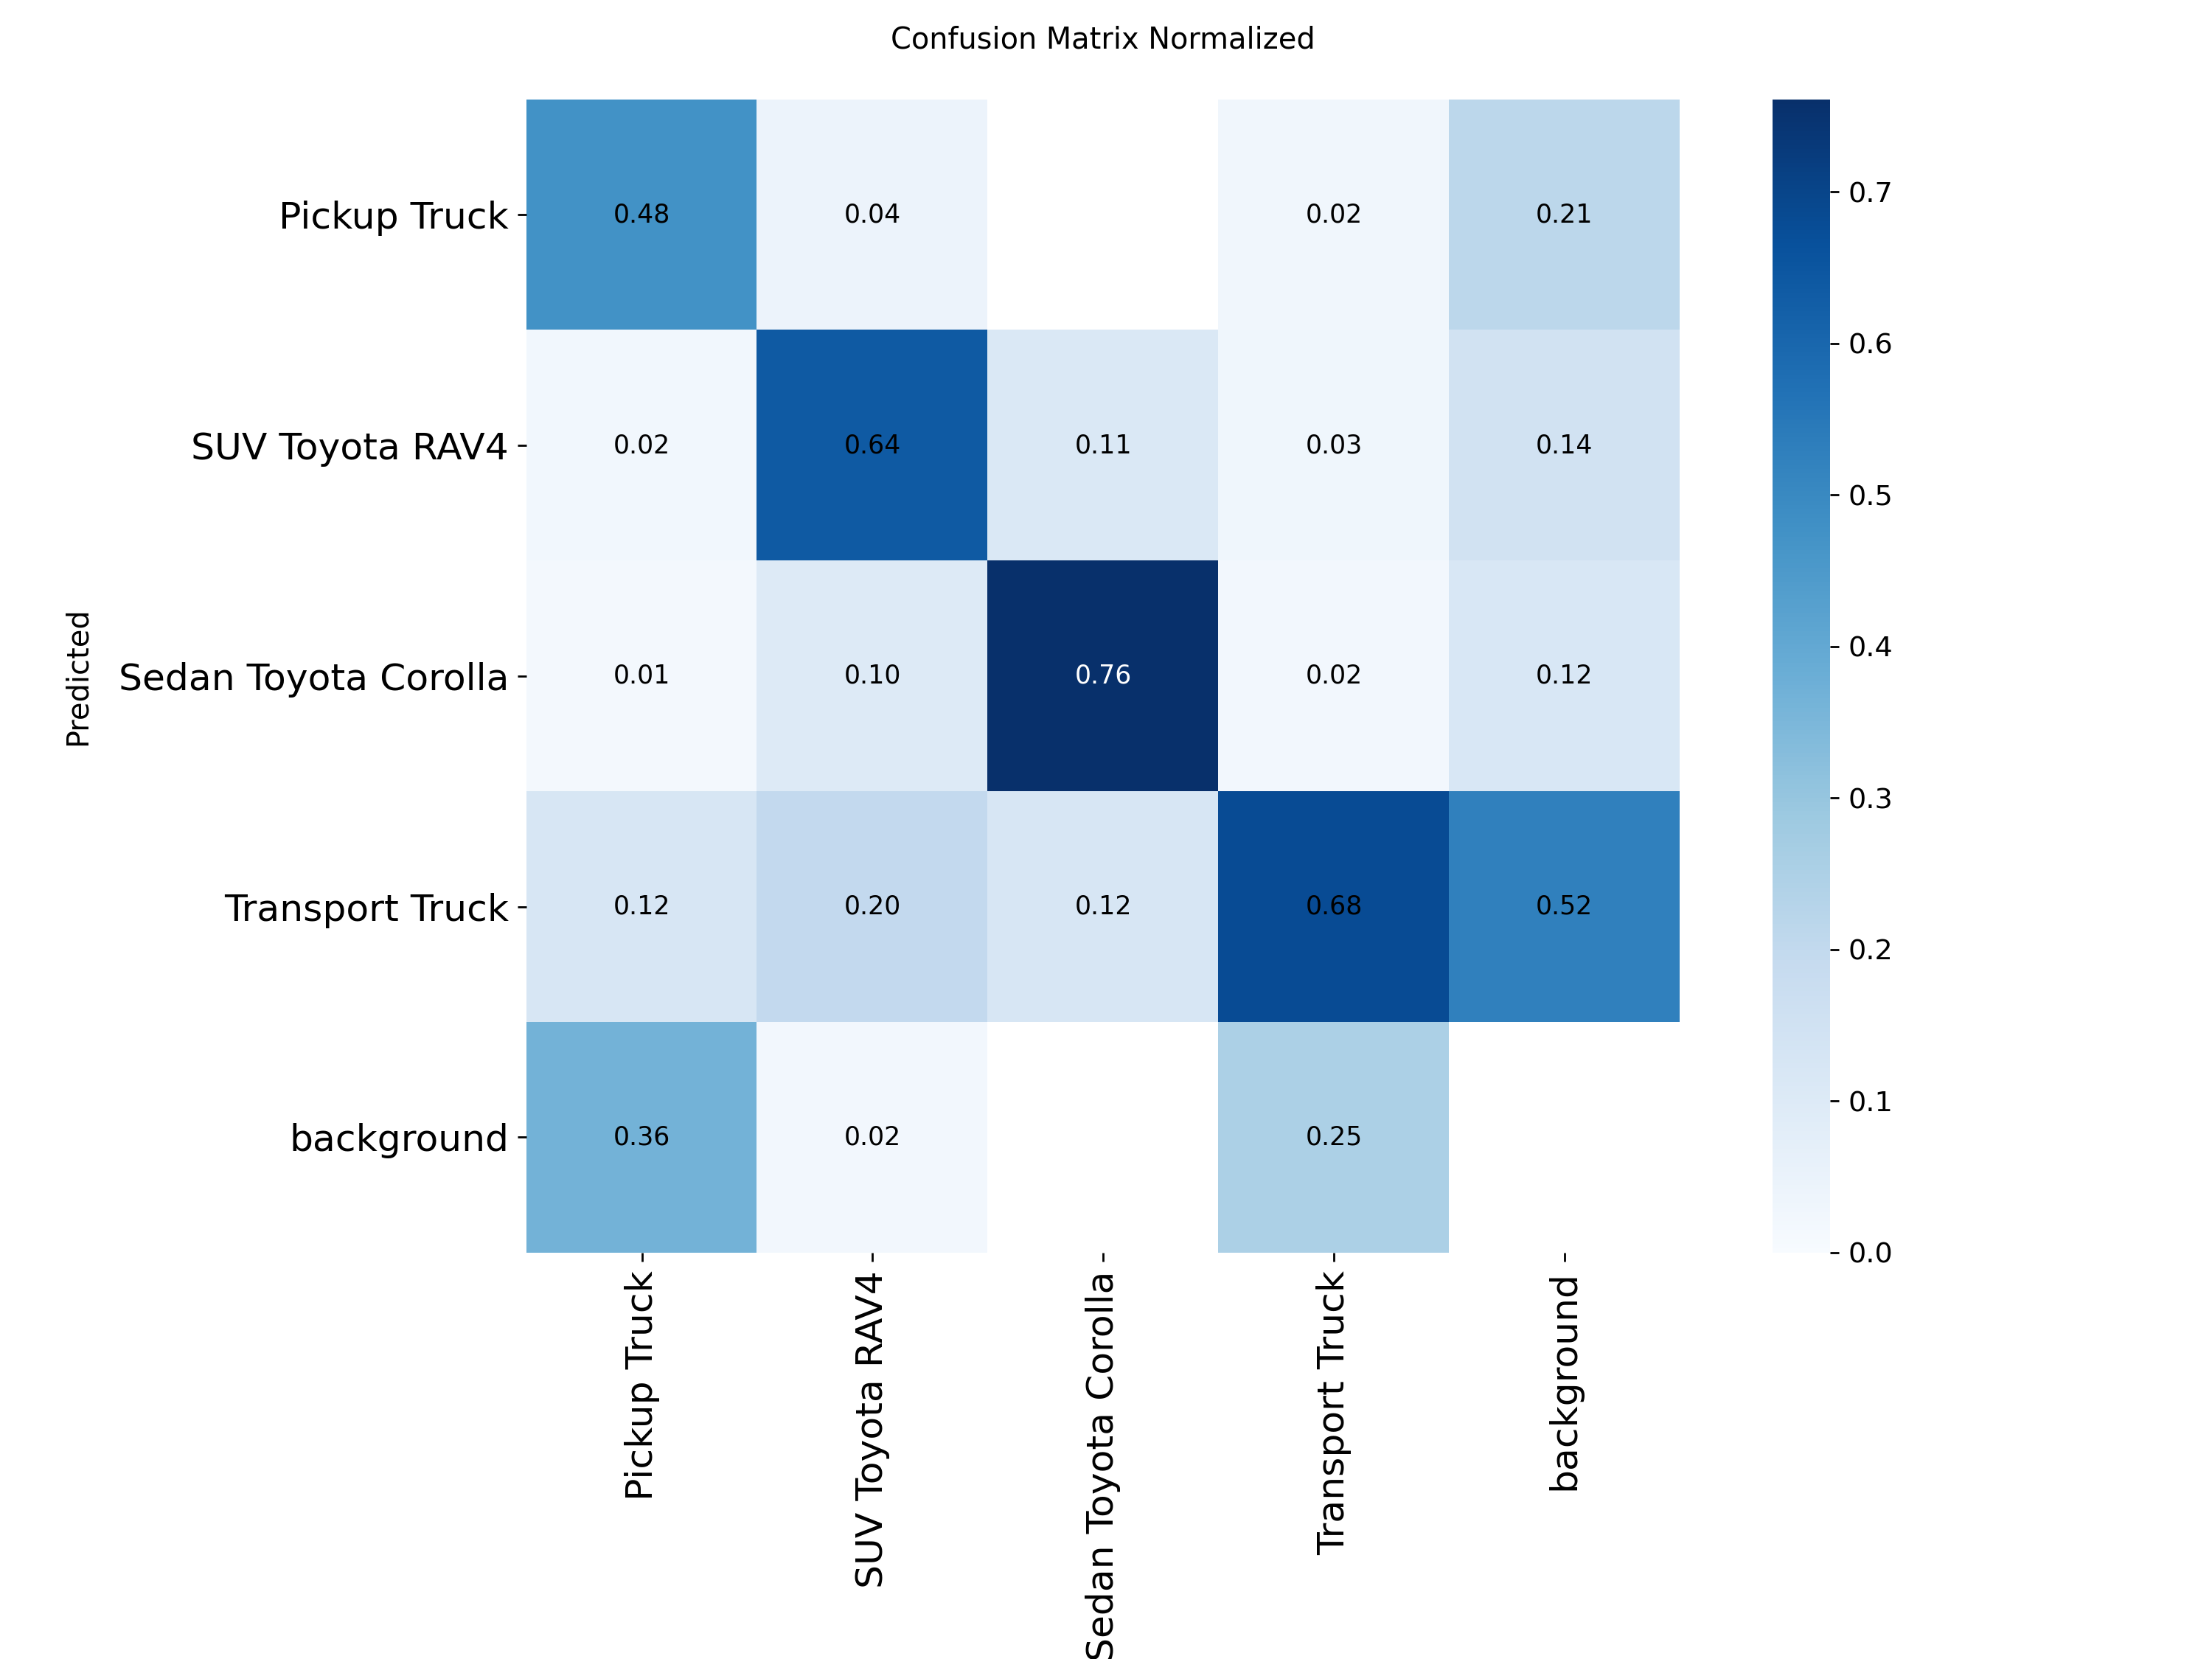 Confusion Matrix Normalized
Predicted
Pickup Truck 0.48 0.04 0.02 0.21
SUV Toyota RAV4 0.02 0.64 0.11 0.03 0.14
Sedan Toyota Corolla 0.01 0.10 0.76 0.02 0.12
Transport Truck 0.12 0.20 0.12 0.68 0.52
background 0.36 0.02 0.25
Pickup Truck
SUV Toyota RAV4
Sedan Toyota Corolla
Transport Truck
background
0.7
0.6
0.5
0.4
0.3
0.2
0.1
0.0